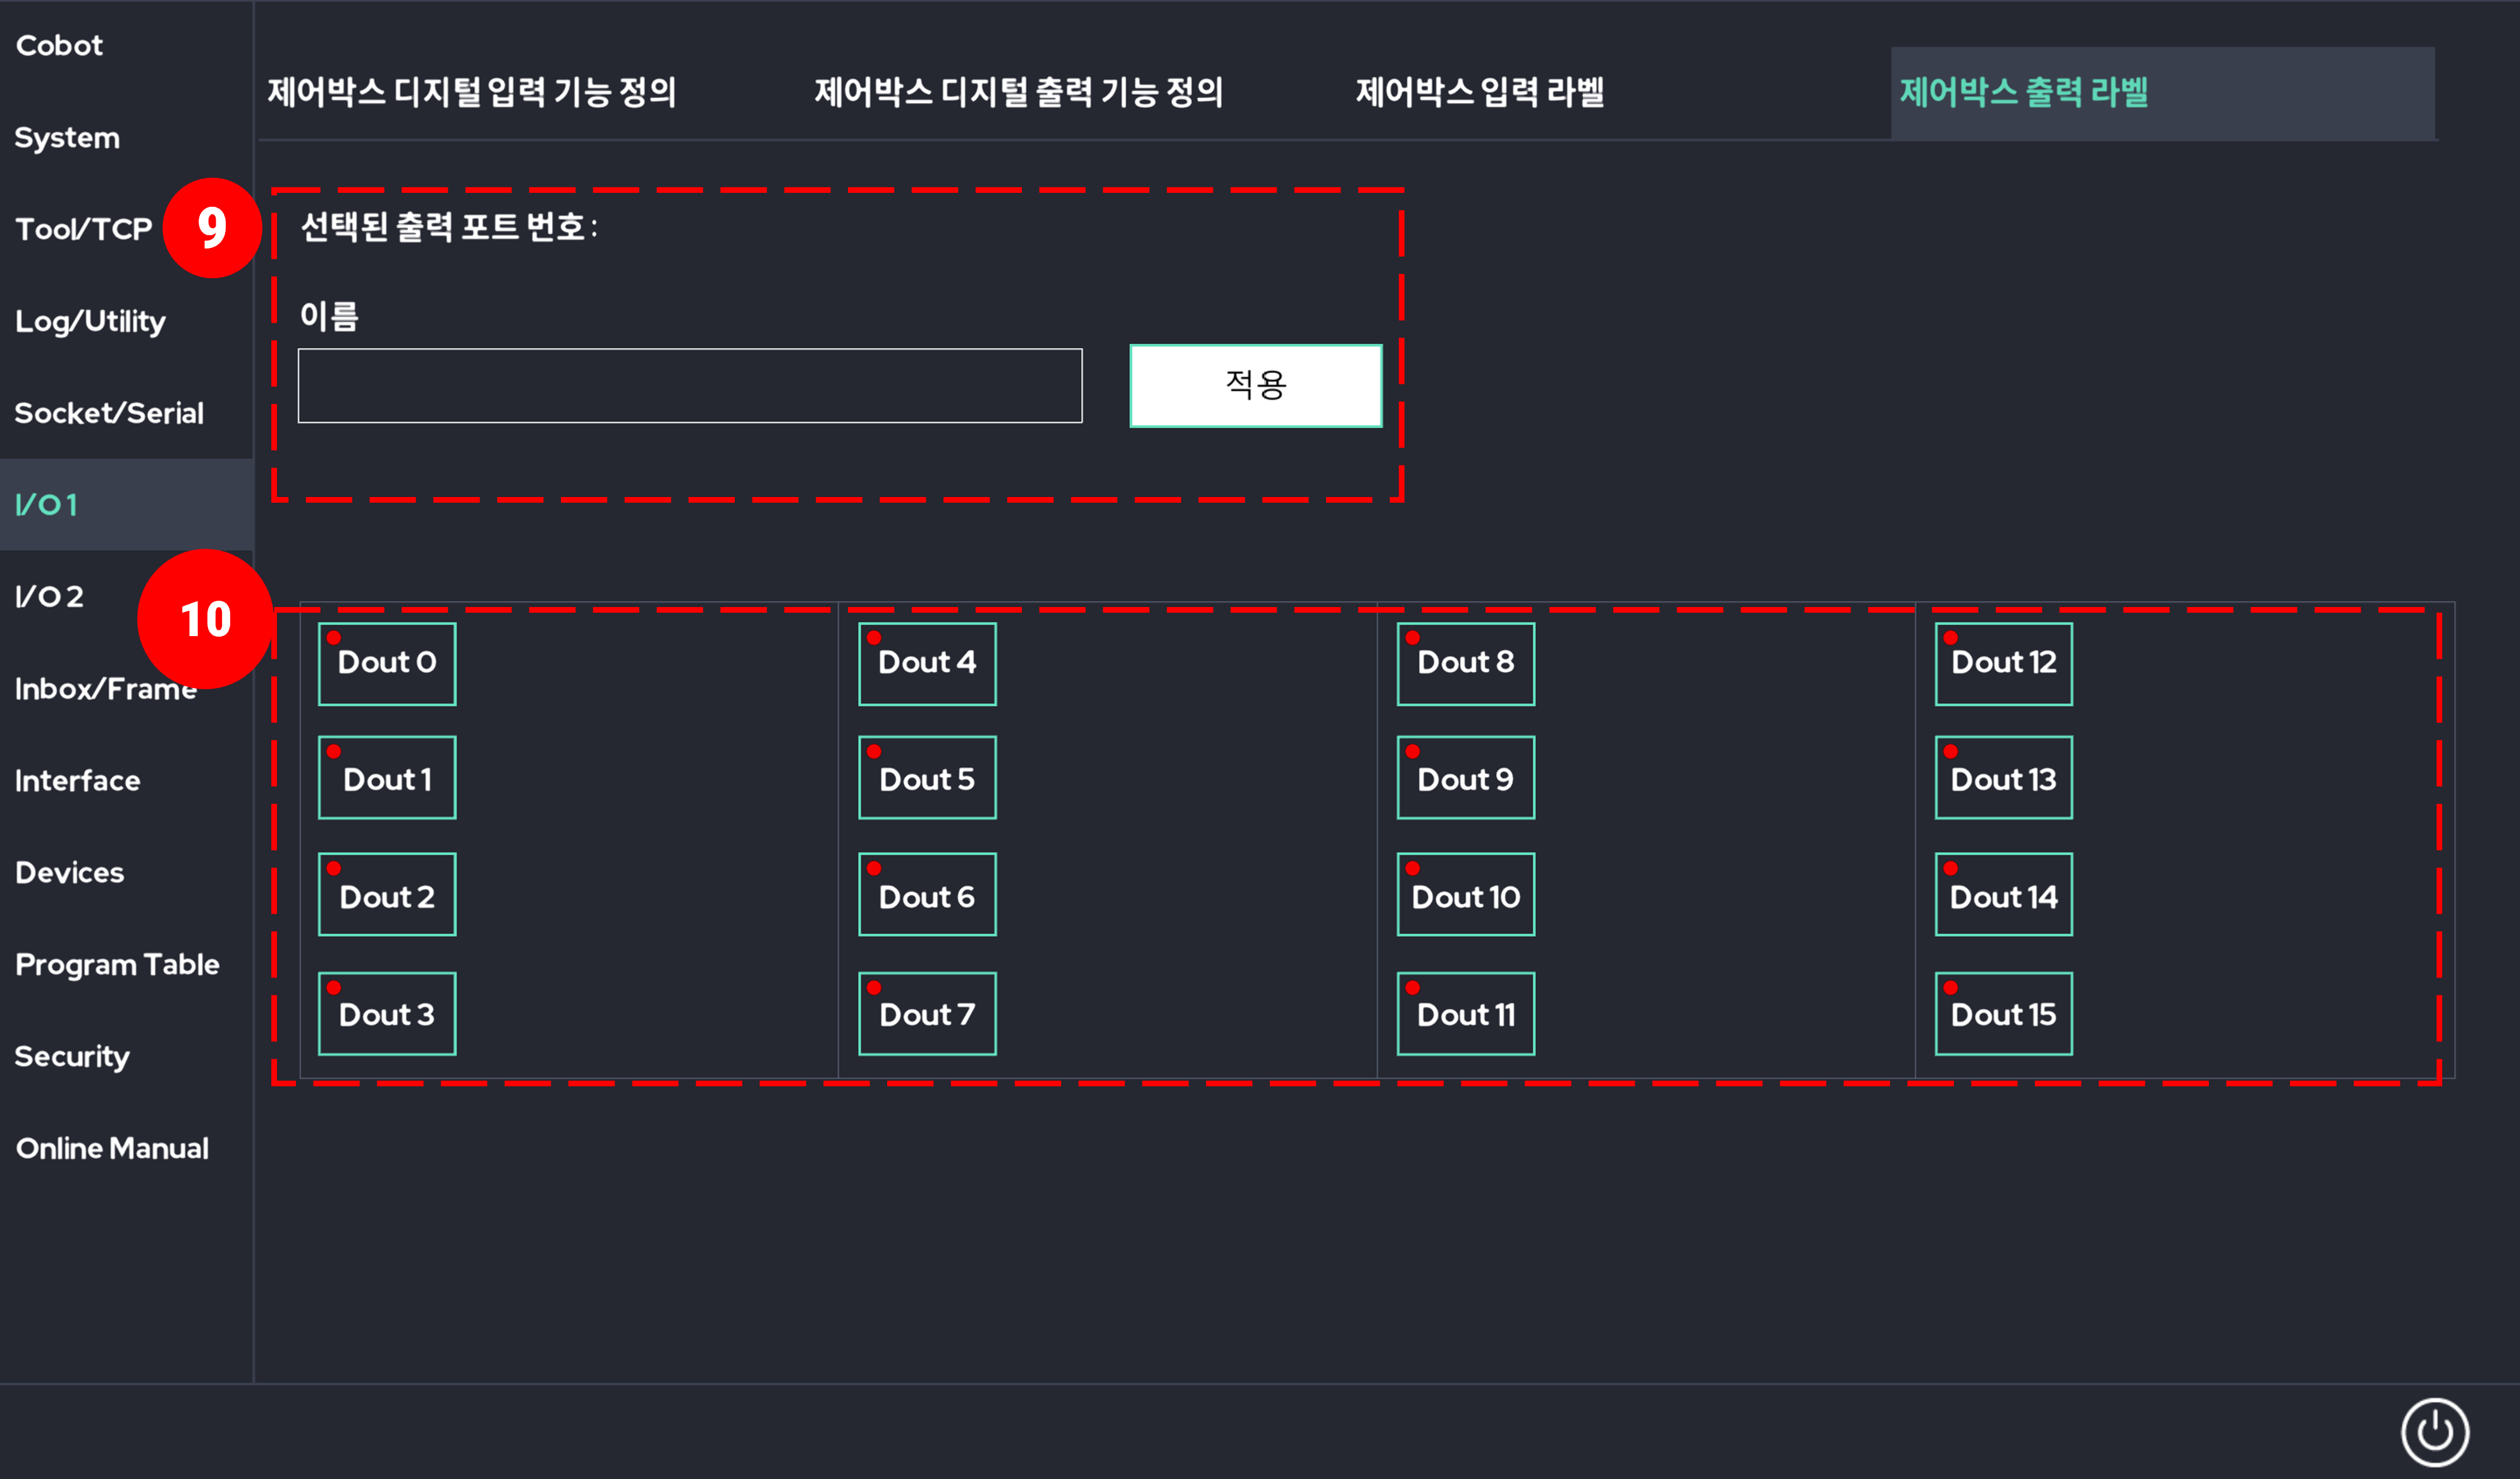 Cobot
System
Tool/TCP
Log/Utility
Socket/Serial
I/O 1
I/O 2
Inbox/Frame
Interface
Devices
Program Table
Security
Online Manual
제어박스 디지털 입력 기능 정의
제어박스 디지털 출력 기능 정의
제어박스 입력 라벨
제어박스 출력 라벨
9
선택된 출력 포트 번호 :
이름
적용
10
Dout 0
Dout 4
Dout 8
Dout 12
Dout 1
Dout 5
Dout 9
Dout 13
Dout 2
Dout 6
Dout 10
Dout 14
Dout 3
Dout 7
Dout 11
Dout 15